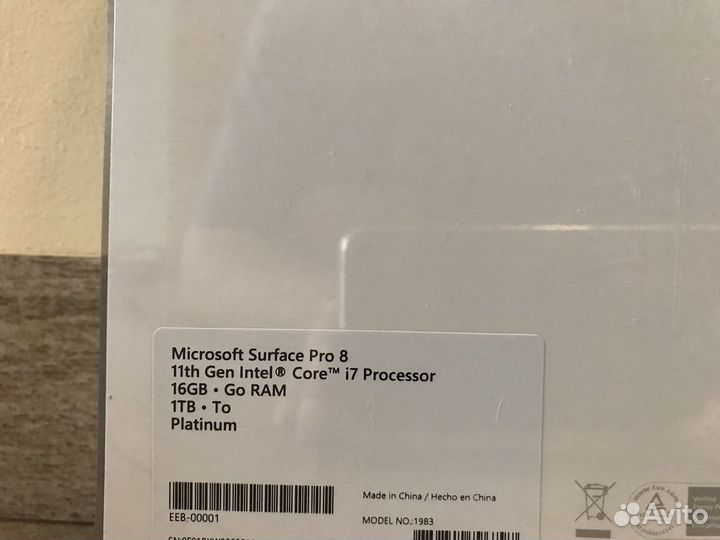 Microsoft Surface Pro 8
11th Gen Intel® Core™ i7 Processor
16GB • Go RAM
1TB • To
Platinum
Made in China / Hecho en China
EEB-00001
MODEL NO.:1983
Avito